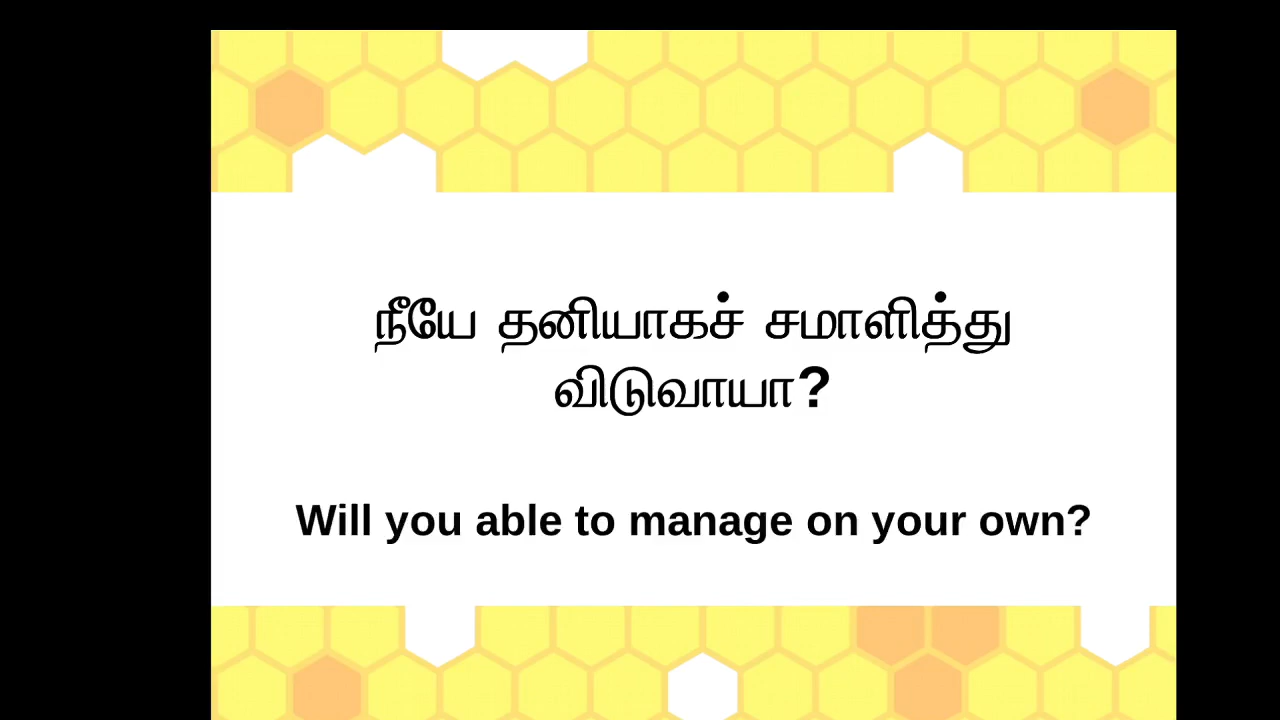 நீயே தனியாகச் சமாளித்து
விடுவாயா?
Will you able to manage on your own?